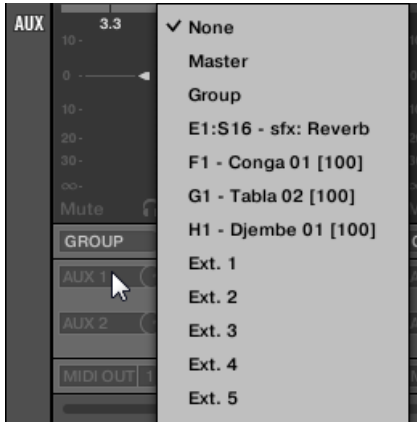 AUX
3.3
10 -
0 -
10 -
20 -
30 -
∞-
Mute
GROUP
AUX 1
AUX 2
MIDI OUT 1
✓ None
Master
Group
E1:S16 - sfx: Reverb
F1 - Conga 01 [100]
G1 - Tabla 02 [100]
H1 - Djembe 01 [100]
Ext. 1
Ext. 2
Ext. 3
Ext. 4
Ext. 5